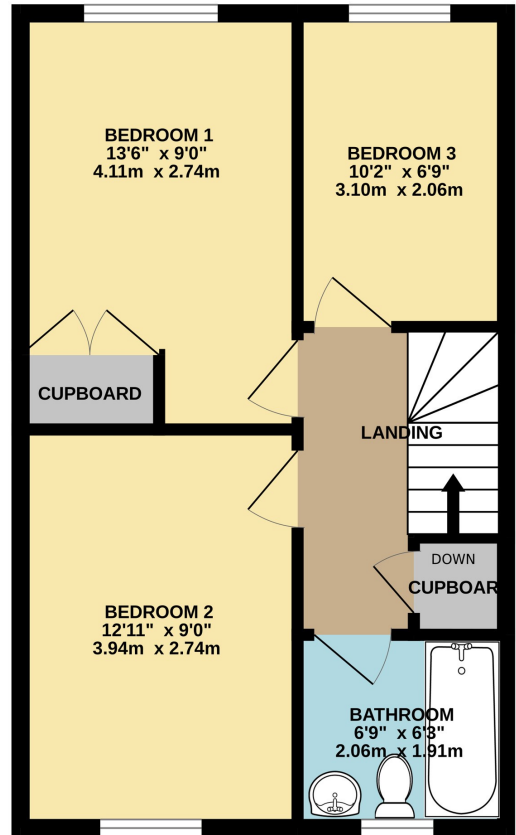 BEDROOM 1
13'6" x 9'0"
4.11m x 2.74m
BEDROOM 3
10'2" x 6'9"
3.10m x 2.06m
CUPBOARD
LANDING
DOWN
CUPBOAR
BEDROOM 2
12'11" x 9'0"
3.94m x 2.74m
BATHROOM
6'9" x 6'3"
2.06m x 1.91m